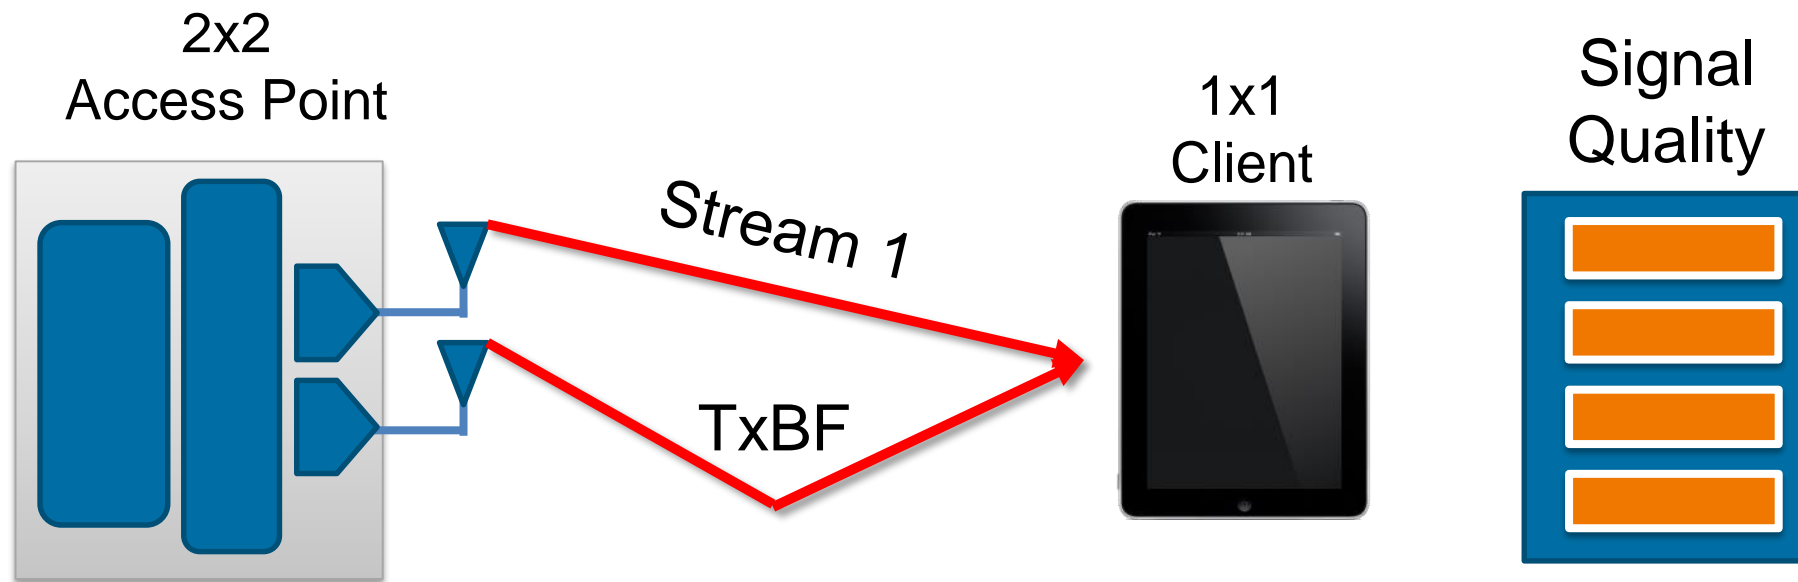 2x2
Access Point
Stream 1
TxBF
1x1
Client
Signal
Quality